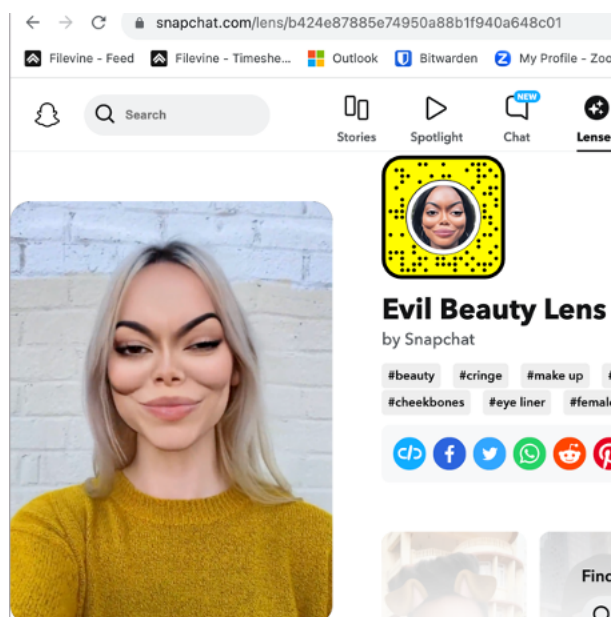 snapchat.com/lens/b424e87885e74950a88b1f940a648c01
Filevine - Feed Filevine - Timeshe... Outlook Bitwarden My Profile - Zoo
Search
NEW
Stories Spotlight Chat Lense
Evil Beauty Lens
by Snapchat
#beauty #cringe #make up #
#cheekbones #eye liner #female
Find